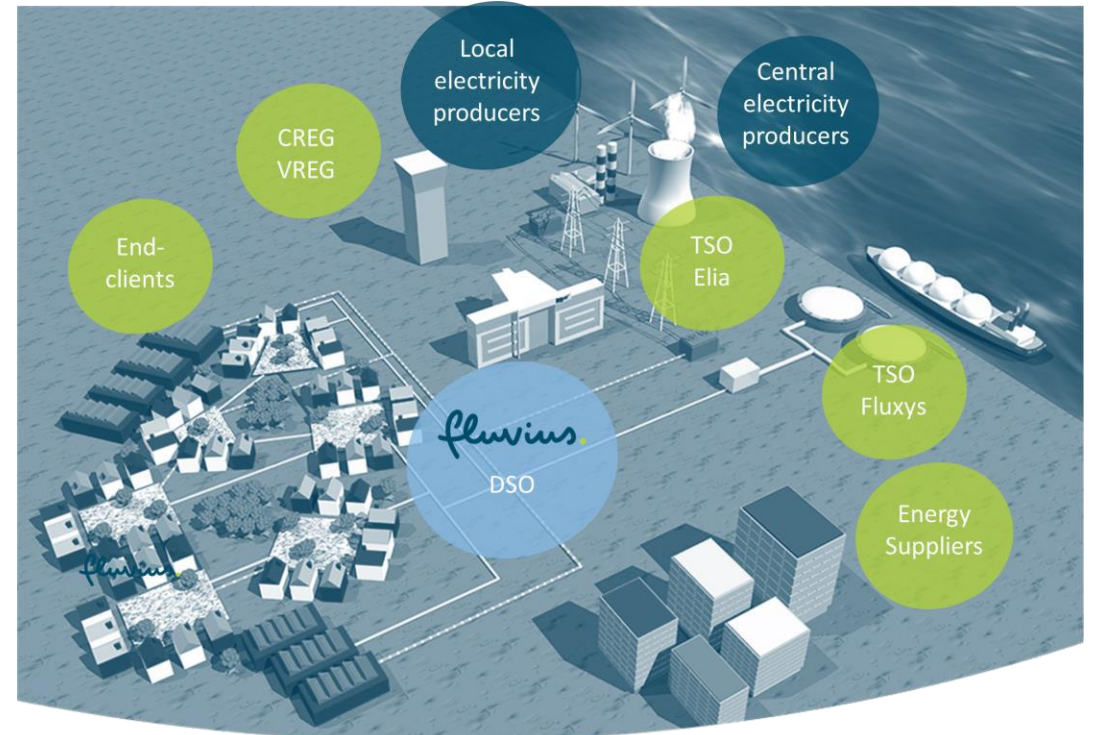 Local
electricity
producers
Central
electricity
producers
CREG
VREG
End-
clients
TSO
Elia
TSO
Fluxys
fluvius.
DSO
Energy
Suppliers
fluvius.